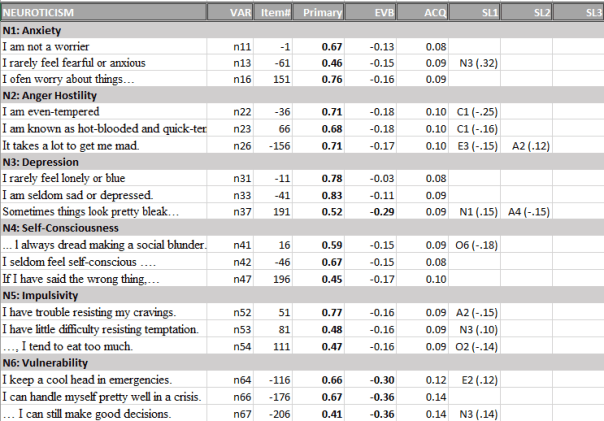 NEUROTICISM VAR Item# Primary EVB ACQ SL1 SL2 SL3
N1: Anxiety
I am not a worrier n11 -1 0.67 -0.13 0.08
I rarely feel fearful or anxious n13 -61 0.46 -0.15 0.09 N3 (.32)
I ofen worry about things… n16 151 0.76 -0.16 0.09
N2: Anger Hostility
I am even-tempered n22 -36 0.71 -0.18 0.10 C1 (-.25)
I am known as hot-blooded and quick-ter n23 66 0.68 -0.18 0.10 C1 (-.16)
It takes a lot to get me mad. n26 -156 0.71 -0.17 0.10 E3 (-.15) A2 (.12)
N3: Depression
I rarely feel lonely or blue n31 -11 0.78 -0.03 0.08
I am seldom sad or depressed. n33 -41 0.83 -0.11 0.09
Sometimes things look pretty bleak… n37 191 0.52 -0.29 0.09 N1 (.15) A4 (-.15)
N4: Self-Consciousness
... I always dread making a social blunder. n41 16 0.59 -0.15 0.09 O6 (-.18)
I seldom feel self-conscious …. n42 -46 0.67 -0.15 0.08
If I have said the wrong thing,… n47 196 0.45 -0.17 0.10
N5: Impulsivity
I have trouble resisting my cravings. n52 51 0.77 -0.16 0.09 A2 (-.15)
I have little difficulty resisting temptation. n53 81 0.48 -0.16 0.09 N3 (.10)
…, I tend to eat too much. n54 111 0.47 -0.16 0.09 O2 (-.14)
N6: Vulnerability
I keep a cool head in emergencies. n64 -116 0.66 -0.30 0.12 E2 (.12)
I can handle myself pretty well in a crisis. n66 -176 0.67 -0.36 0.14
… I can still make good decisions. n67 -206 0.41 -0.36 0.14 N3 (.14)